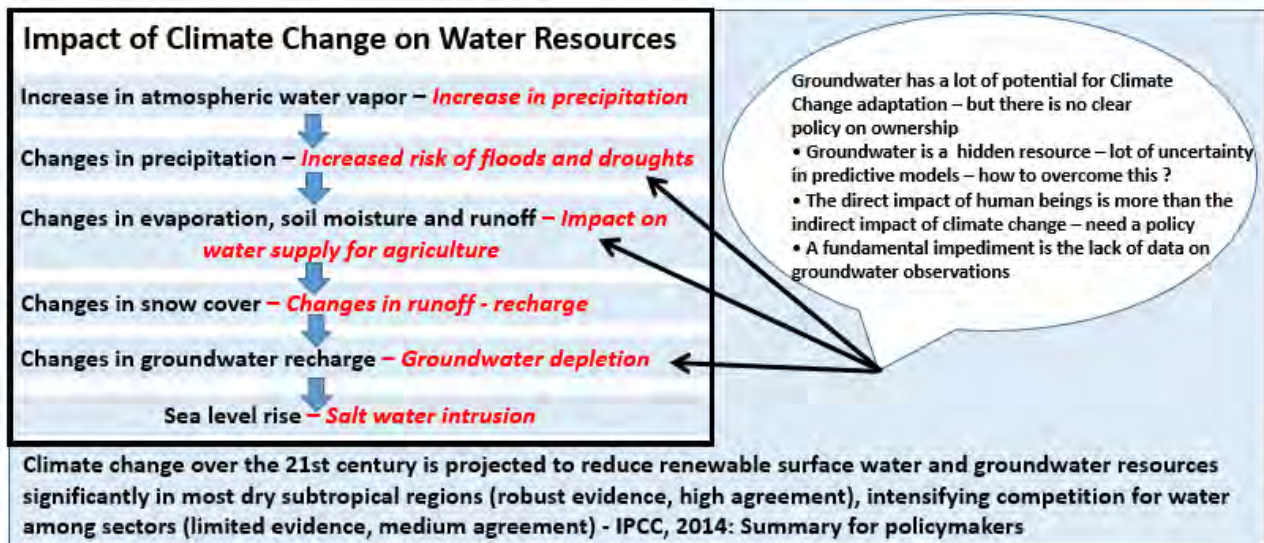 Impact of Climate Change on Water Resources
Increase in atmospheric water vapor – Increase in precipitation
Changes in precipitation – Increased risk of floods and droughts
Changes in evaporation, soil moisture and runoff – Impact on
water supply for agriculture
Changes in snow cover – Changes in runoff - recharge
Changes in groundwater recharge – Groundwater depletion
Sea level rise – Salt water intrusion
Groundwater has a lot of potential for Climate
Change adaptation – but there is no clear
policy on ownership
• Groundwater is a hidden resource – lot of uncertainty
in predictive models – how to overcome this ?
• The direct impact of human beings is more than the
indirect impact of climate change – need a policy
• A fundamental impediment is the lack of data on
groundwater observations
Climate change over the 21st century is projected to reduce renewable surface water and groundwater resources
significantly in most dry subtropical regions (robust evidence, high agreement), intensifying competition for water
among sectors (limited evidence, medium agreement) - IPCC, 2014: Summary for policymakers